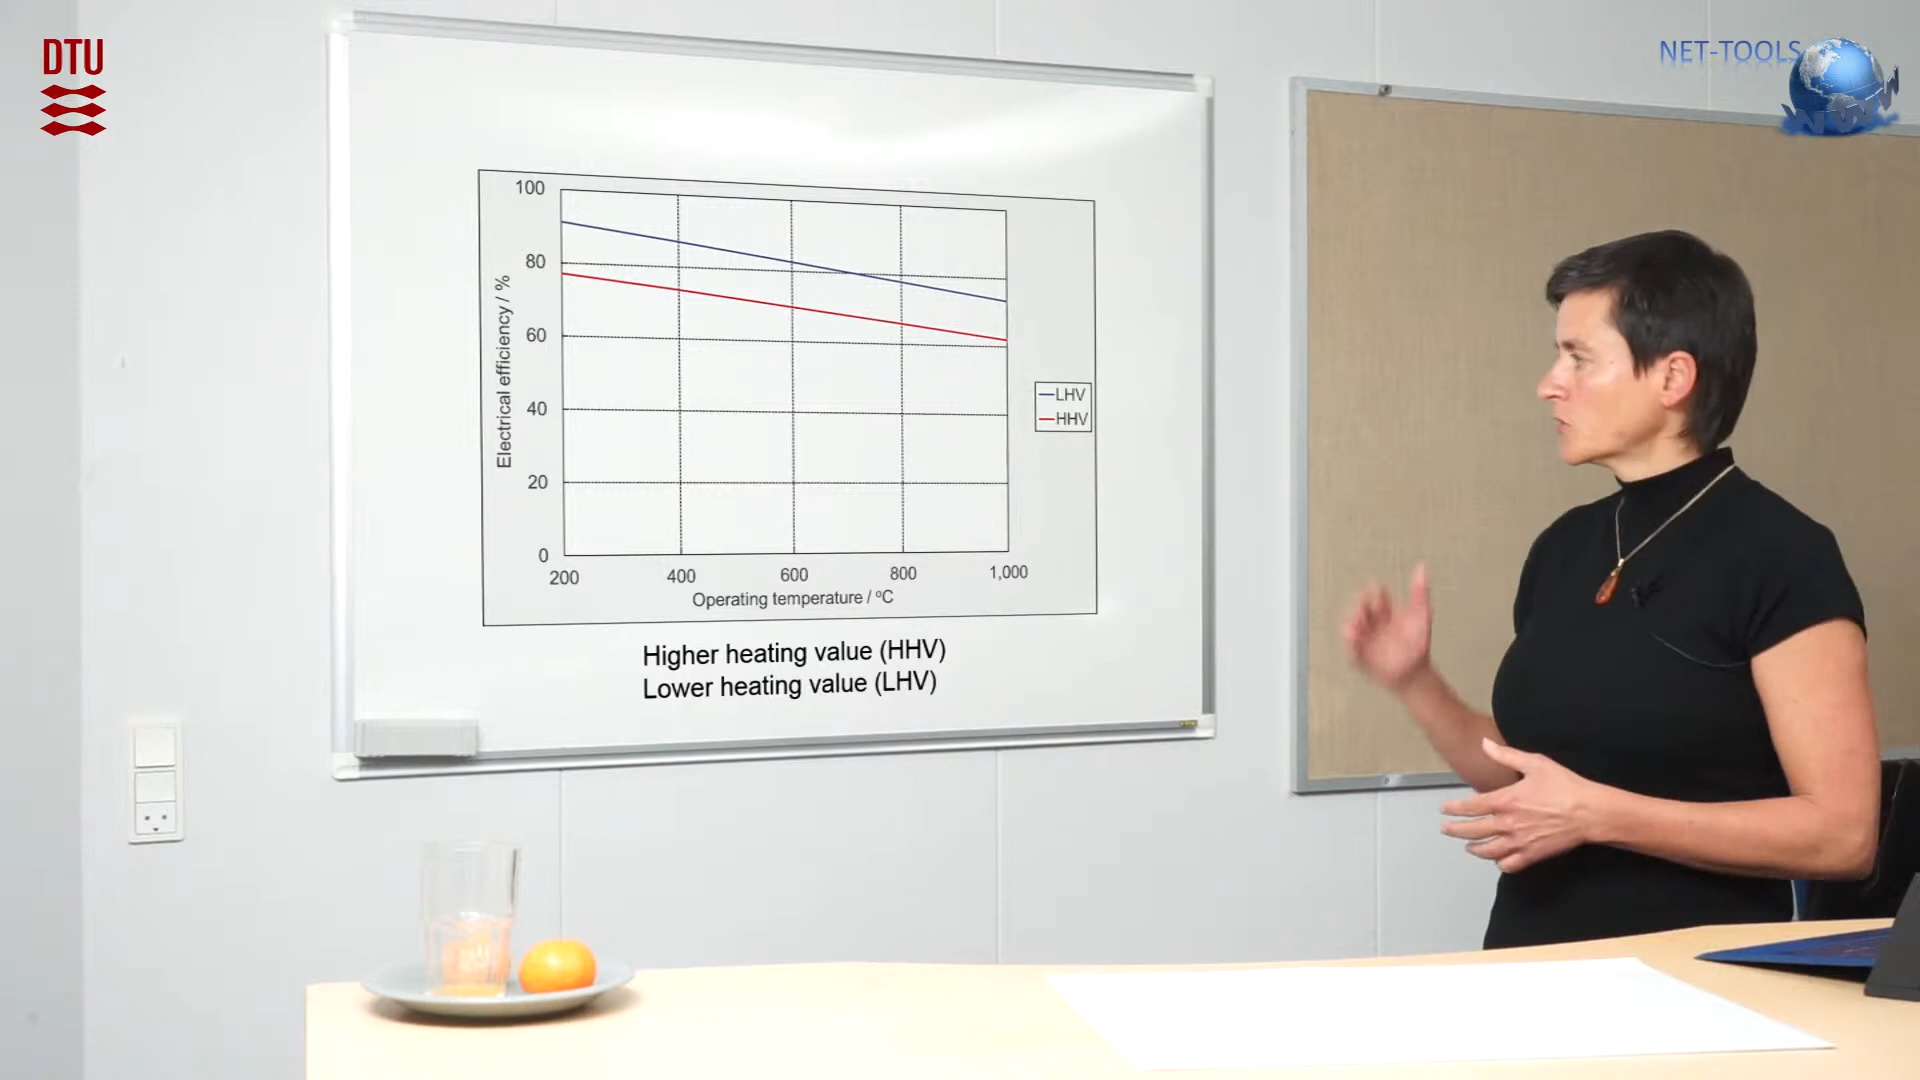 DTU
NET-TOOLS
WWW
100
80
60
40
20
0
Electrical efficiency / %
200 400 600 800 1,000
Operating temperature / °C
LHV
HHV
Higher heating value (HHV)
Lower heating value (LHV)